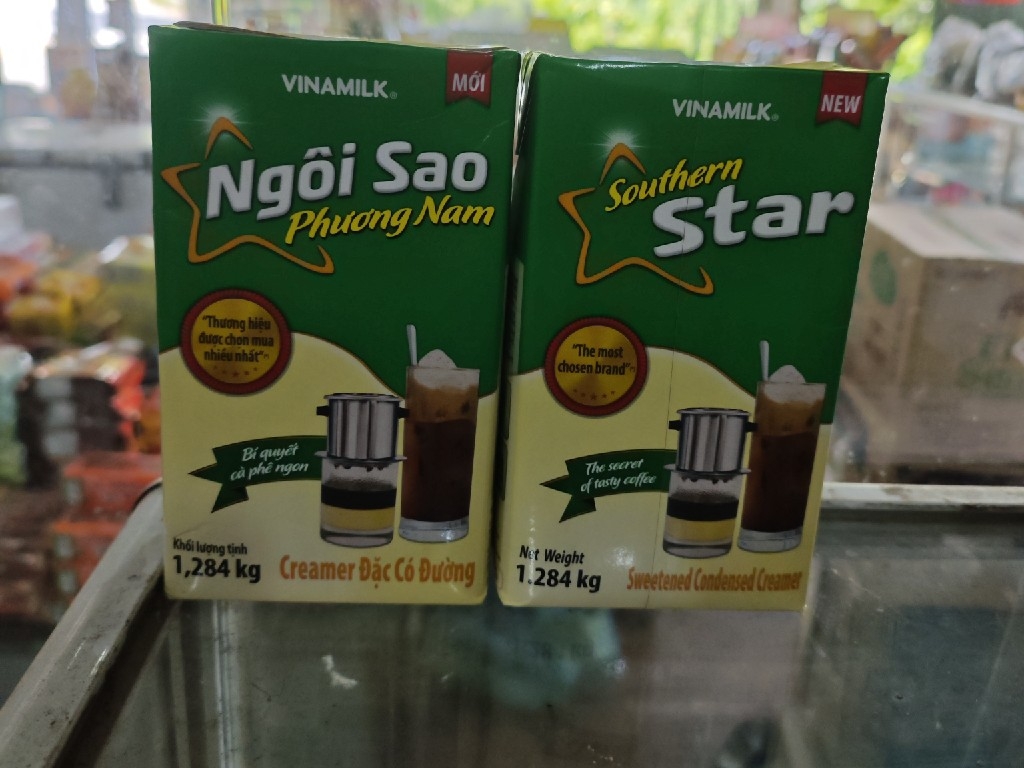 VINAMILK®
MỚI
Ngôi Sao
Phương Nam
"Thương hiệu
được chọn mua
nhiều nhất"(*)
Bí quyết
cà phê ngon
Khối lượng tịnh
1,284 kg
Creamer Đặc Có Đường
VINAMILK®
NEW
Southern
Star
"The most
chosen brand"(*)
The secret
of tasty coffee
Net Weight
1.284 kg
Sweetened Condensed Creamer